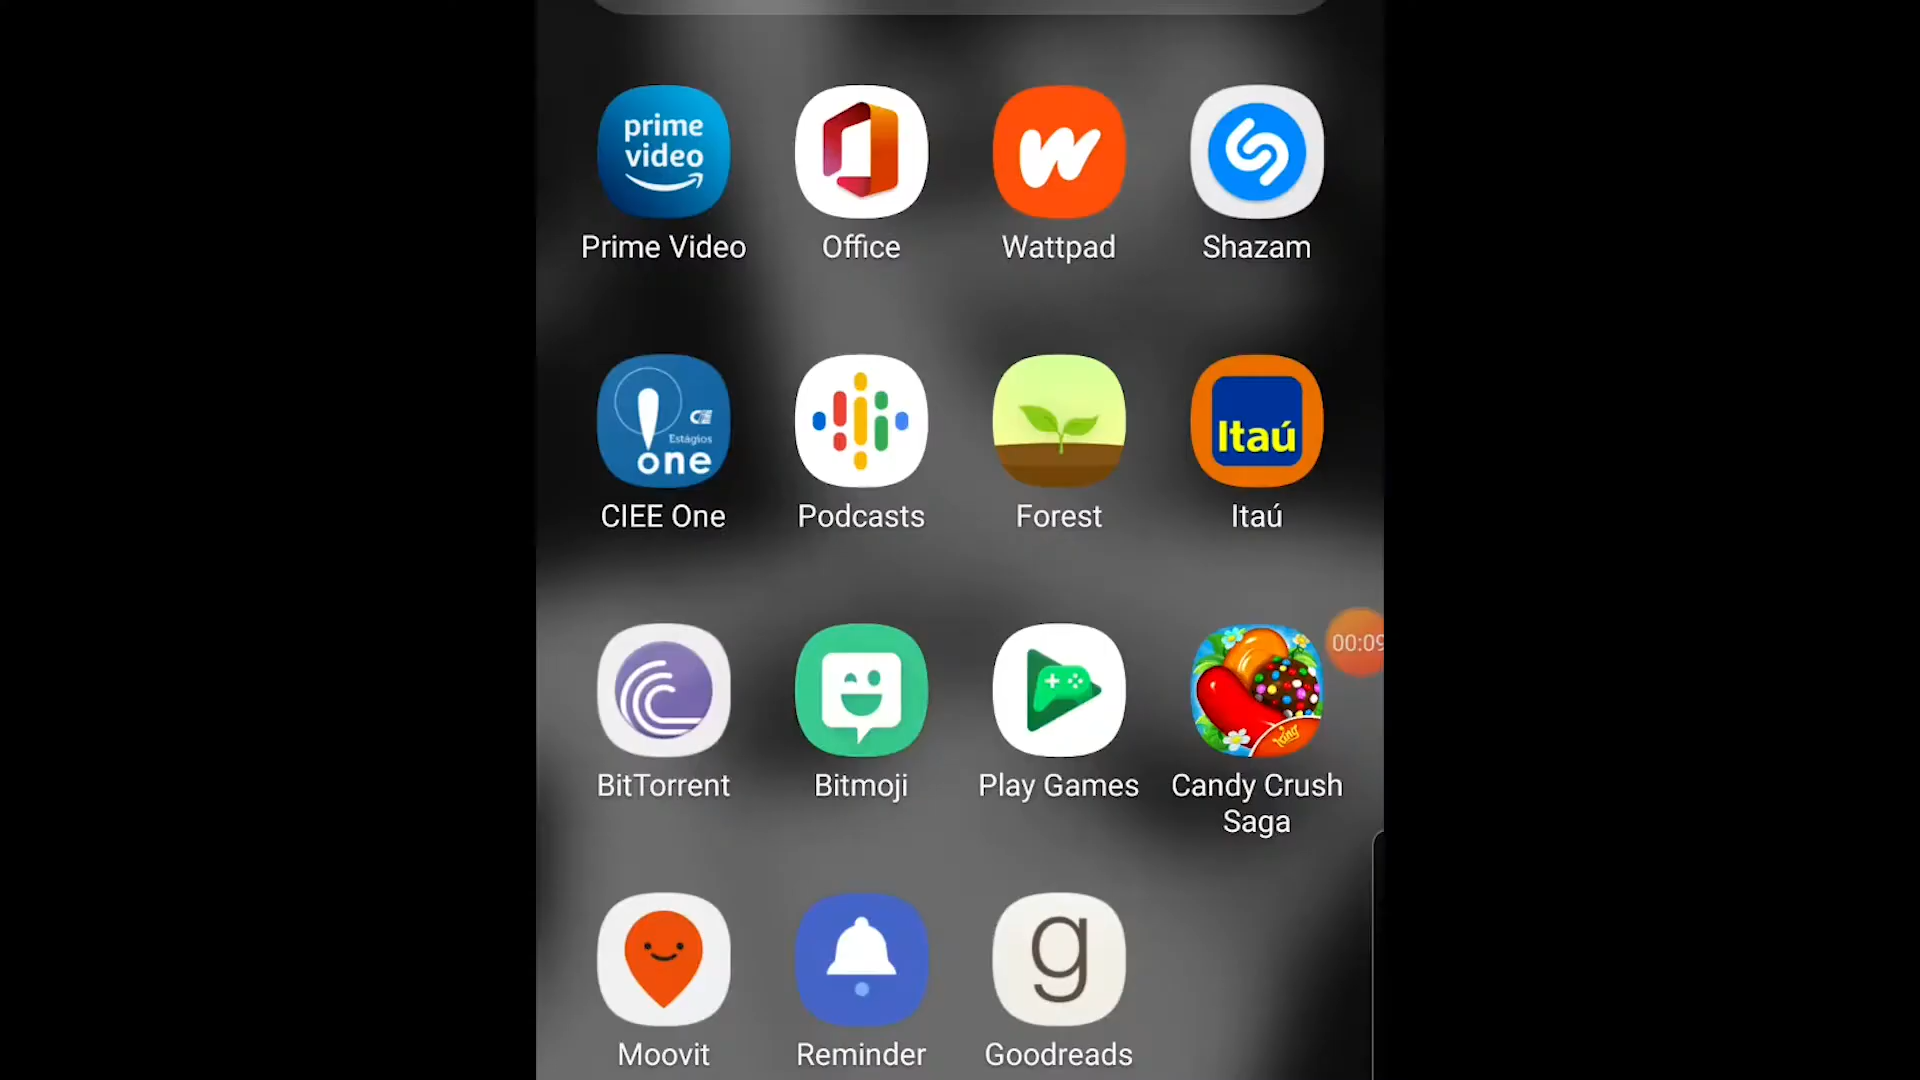 prime
video
Prime Video
Office
Wattpad
Shazam
Estágios
one
Itaú
CIEE One
Podcasts
Forest
Itaú
00:09
King
BitTorrent
Bitmoji
Play Games
Candy Crush
Saga
g
Moovit
Reminder
Goodreads